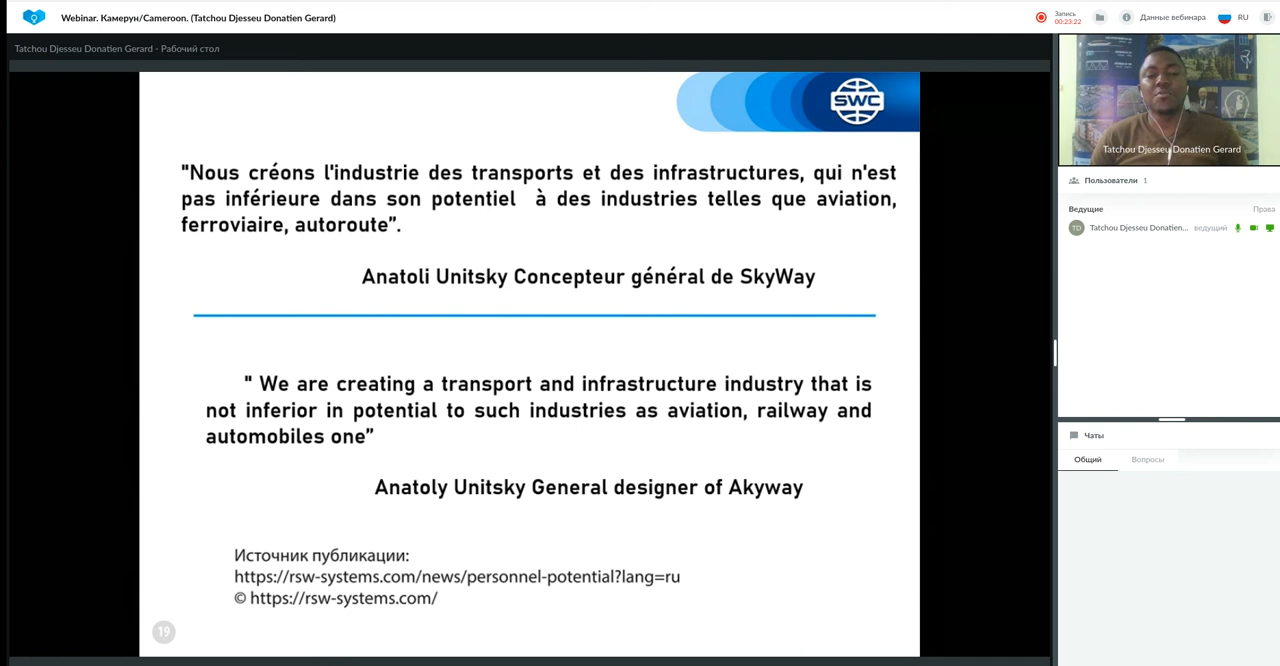 Webinar. Камерун/Cameroon. (Tatchou Djesseu Donatien Gerard)
Запись
00:23:22
Данные вебинара
RU
Tatchou Djesseu Donatien Gerard - Рабочий стол
SWC
"Nous créons l'industrie des transports et des infrastructures, qui n'est
pas inférieure dans son potentiel à des industries telles que aviation,
ferroviaire, autoroute”.
Anatoli Unitsky Concepteur général de SkyWay
" We are creating a transport and infrastructure industry that is
not inferior in potential to such industries as aviation, railway and
automobiles one”
Anatoly Unitsky General designer of Akyway
Источник публикации:
https://rsw-systems.com/news/personnel-potential?lang=ru
© https://rsw-systems.com/
19
Tatchou Djesseu Donatien Gerard
Пользователи 1
Ведущие Права
TD Tatchou Djesseu Donatien... ведущий
Чаты
Общий Вопросы